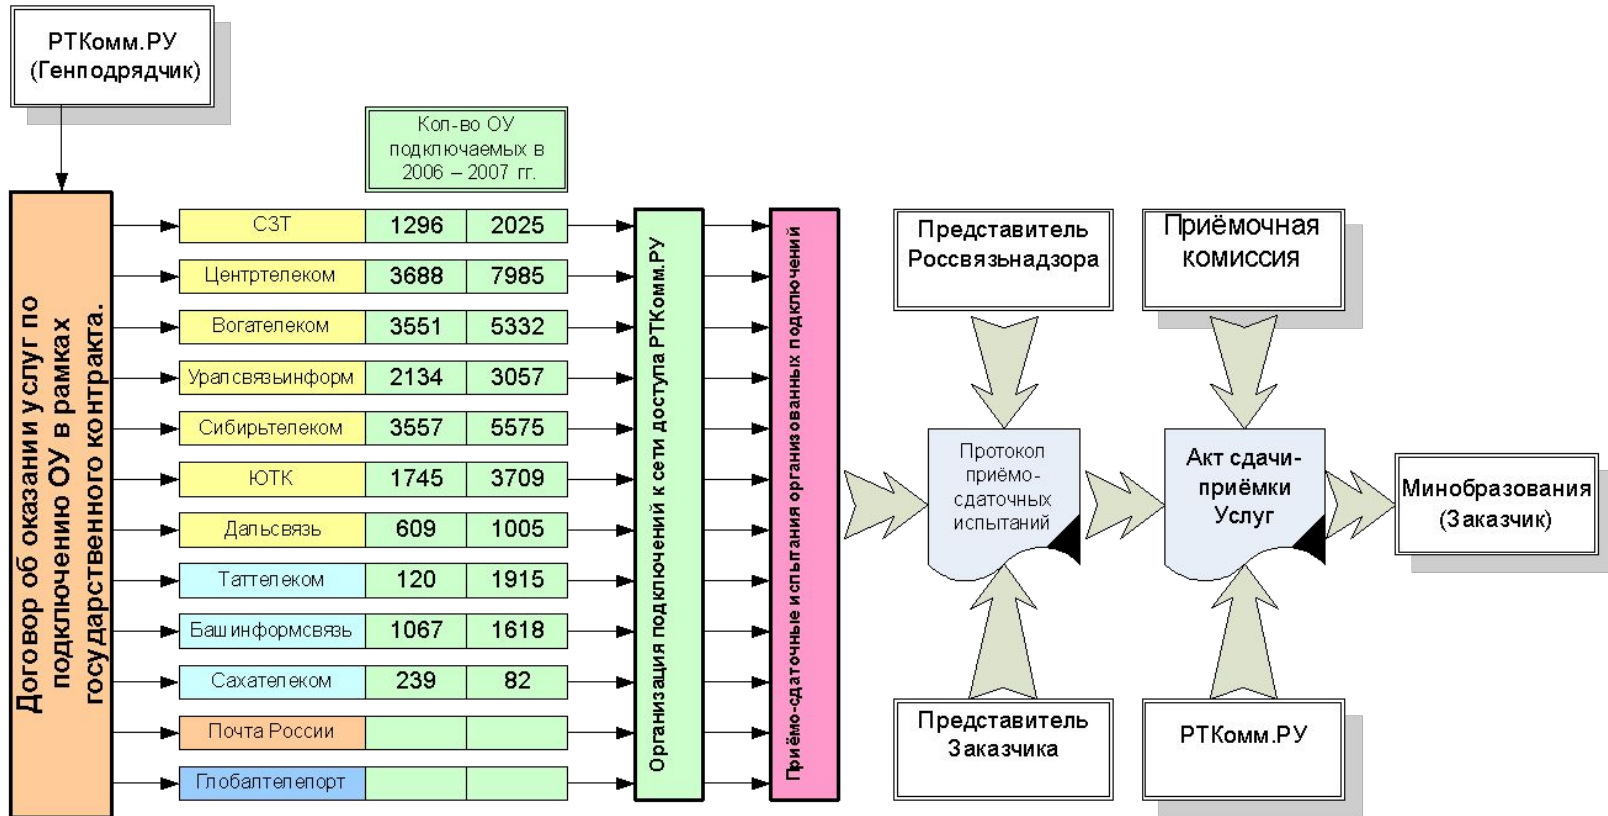 РТКомм.РУ
(Генподрядчик)
Кол-во ОУ
подключаемых в
2006 – 2007 гг.
Договор об оказании услуг по
подключению ОУ в рамках
государственного контракта.
СЗТ 1296 2025
Центртелеком 3688 7985
Вогателеком 3551 5332
Уралсвязьинформ 2134 3057
Сибирьтелеком 3557 5575
ЮТК 1745 3709
Дальсвязь 609 1005
Таттелеком 120 1915
Башинформсвязь 1067 1618
Сахателеком 239 82
Почта России
Глобалтелепорт
Организация подключений к сети доступа РТКомм.РУ
Приёмо-сдаточные испытания организованных подключений
Представитель
Россвязьнадзора
Приёмочная
комиссия
Протокол
приёмо-
сдаточных
испытаний
Акт сдачи-
приёмки
Услуг
Минобразования
(Заказчик)
Представитель
Заказчика
РТКомм.РУ